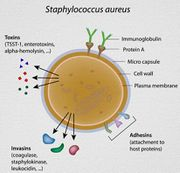 Staphylococcus aureus
Toxins
(TSST-1, enterotoxins,
alpha-hemolysin, ...)
Immunoglobulin
Protein A
Micro capsule
Cell wall
Plasma membrane
Adhesins
(attachment to
host proteins)
Invasins
(coagulase,
staphylokinase,
leukocidin, ...)